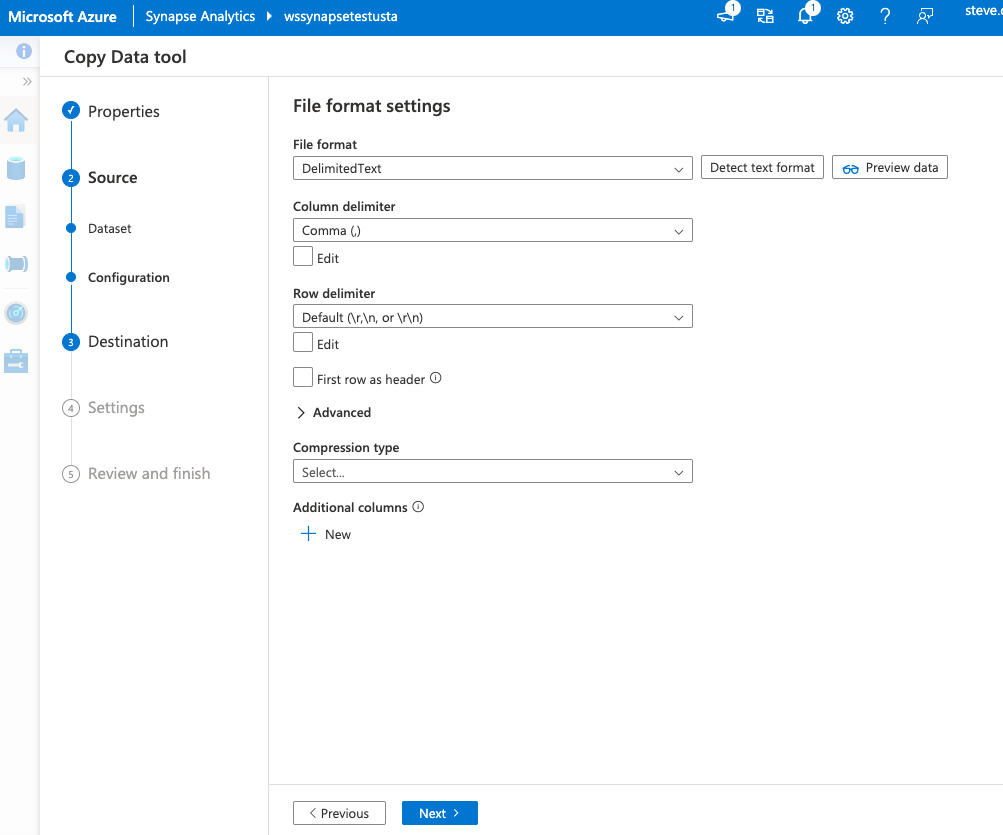 Microsoft Azure
Synapse Analytics
wssynapsetestusta
1
1
steve.
Copy Data tool
Properties
2
Source
Dataset
Configuration
3
Destination
4
Settings
5
Review and finish
File format settings
File format
DelimitedText
Detect text format
Preview data
Column delimiter
Comma (,)
Edit
Row delimiter
Default (\r,\n, or \r\n)
Edit
First row as header
Advanced
Compression type
Select...
Additional columns
New
Previous
Next